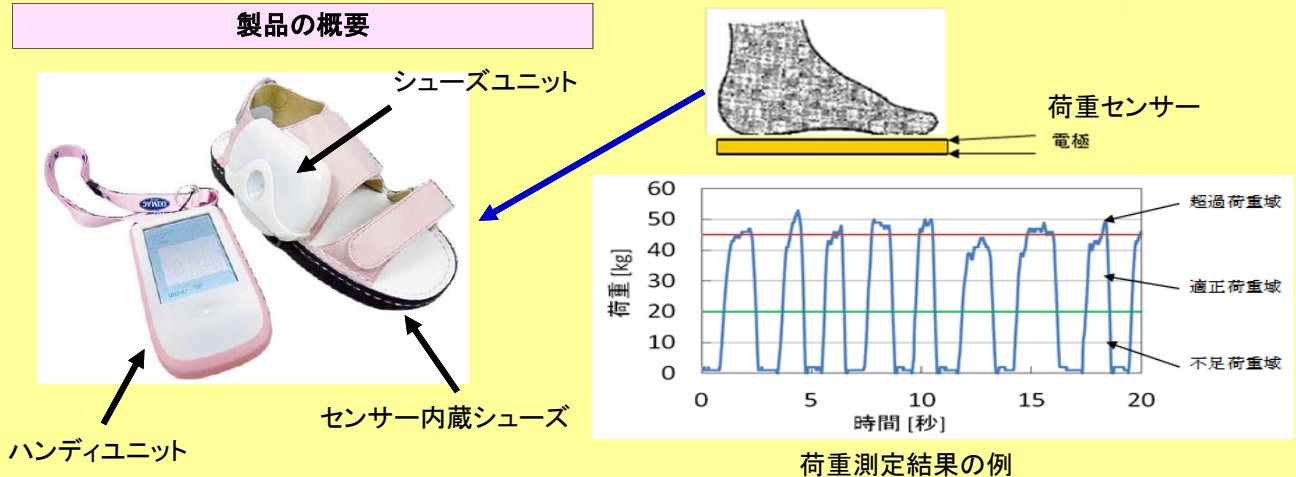 製品の概要
シューズユニット
ハンディユニット
センサー内蔵シューズ
荷重センサー
電極
60
50
40
30
20
10
0
荷重 [kg]
超過荷重域
適正荷重域
不足荷重域
0 5 10 15 20
時間 [秒]
荷重測定結果の例